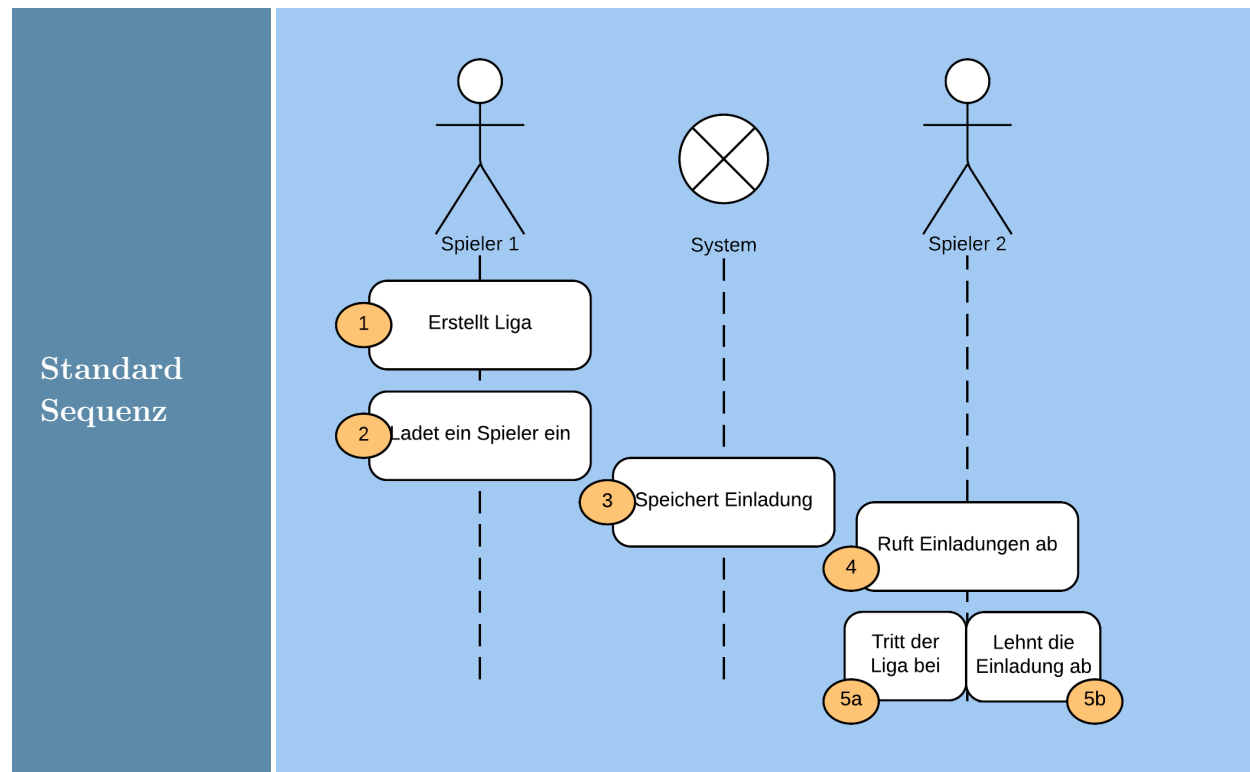 Standard
Sequenz
Spieler 1
System
Spieler 2
1
Erstellt Liga
2
Ladet ein Spieler ein
3
Speichert Einladung
4
Ruft Einladungen ab
Tritt der
Liga bei
5a
Lehnt die
Einladung ab
5b